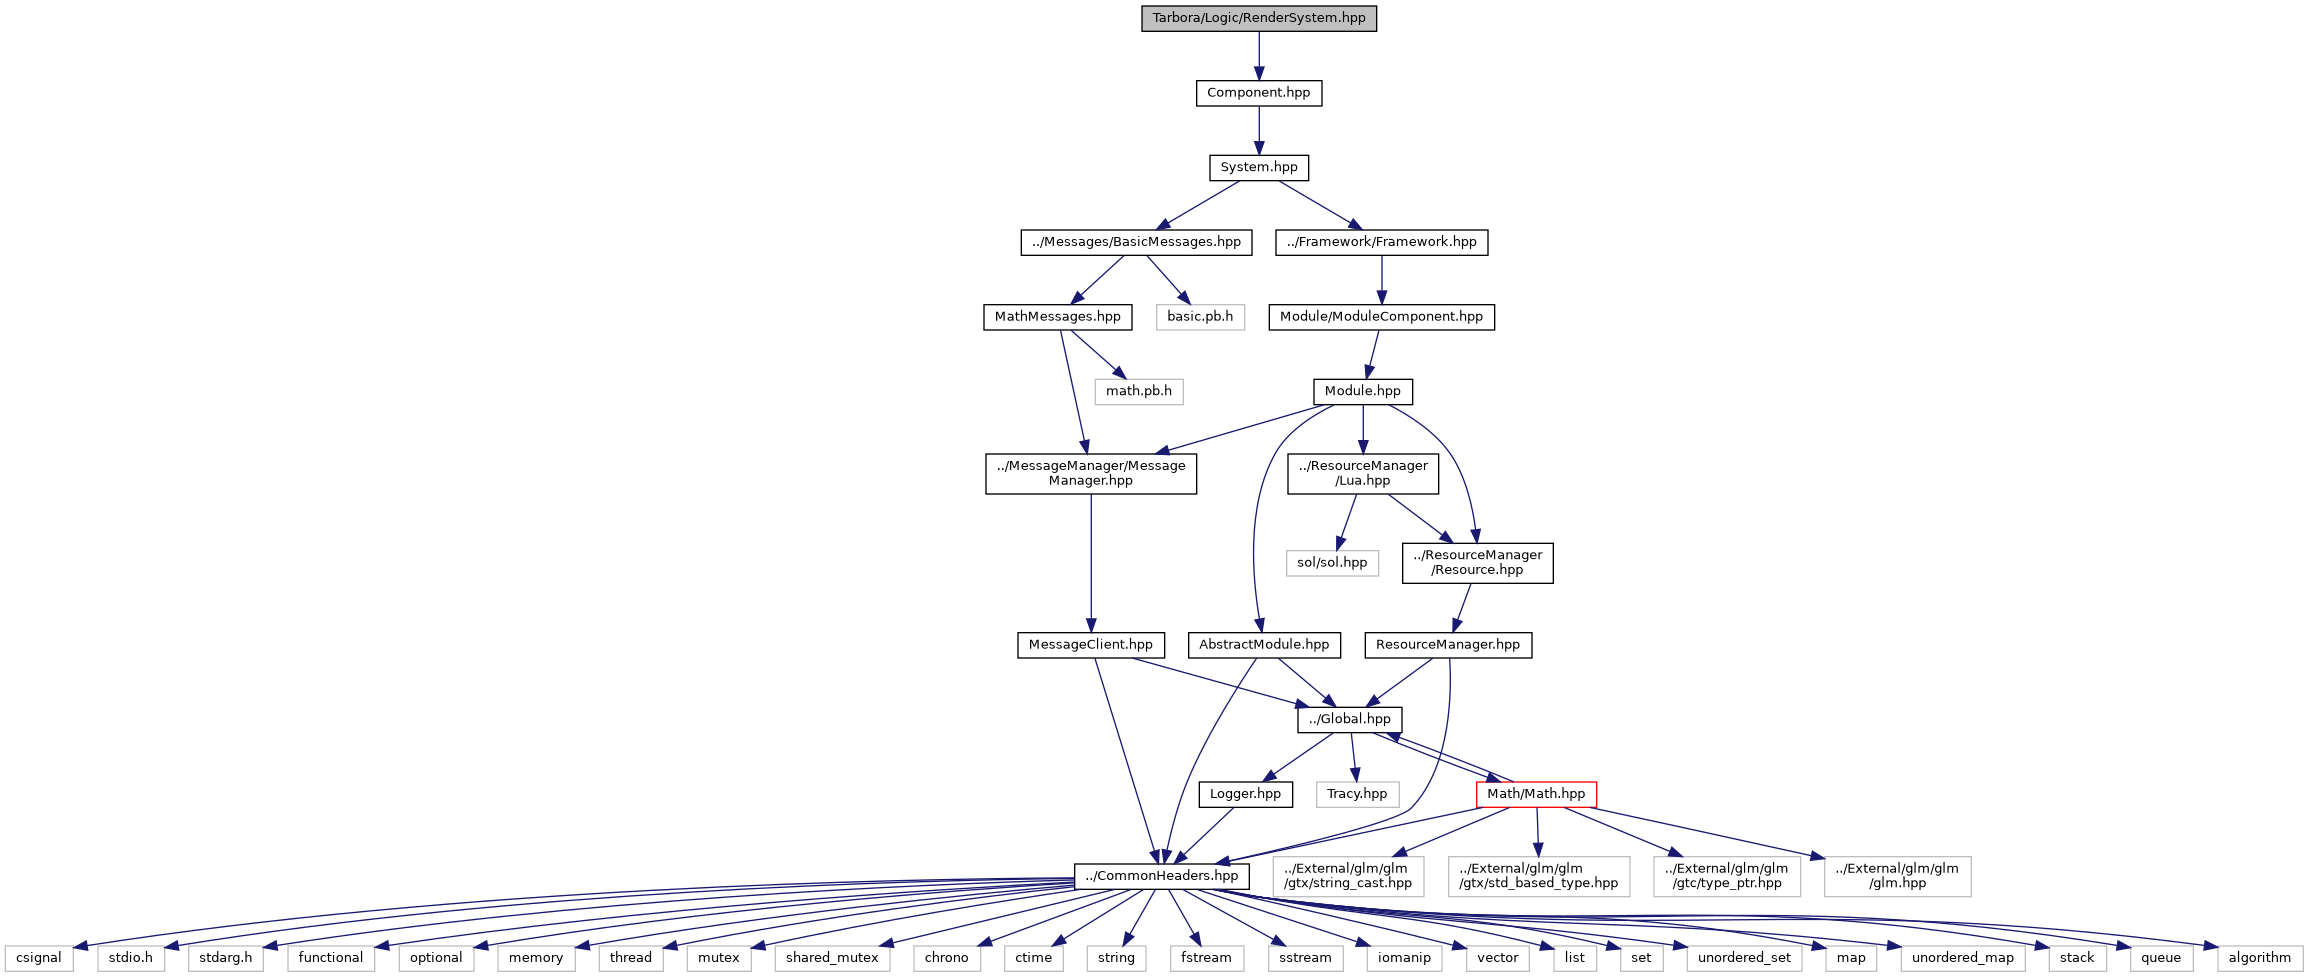 Tarbora/Logic/RenderSystem.hpp
Component.hpp
System.hpp
../Messages/BasicMessages.hpp
../Framework/Framework.hpp
MathMessages.hpp
basic.pb.h
Module/ModuleComponent.hpp
math.pb.h
Module.hpp
../MessageManager/Message
Manager.hpp
../ResourceManager
/Lua.hpp
sol/sol.hpp
../ResourceManager
/Resource.hpp
MessageClient.hpp
AbstractModule.hpp
ResourceManager.hpp
../Global.hpp
Logger.hpp
Tracy.hpp
Math/Math.hpp
../CommonHeaders.hpp
../External/glm/glm
/gtx/string_cast.hpp
../External/glm/glm
/gtx/std_based_type.hpp
../External/glm/glm
/gtc/type_ptr.hpp
../External/glm/glm
/glm.hpp
csignal
stdio.h
stdarg.h
functional
optional
memory
thread
mutex
shared_mutex
chrono
ctime
string
fstream
sstream
iomanip
vector
list
set
unordered_set
map
unordered_map
stack
queue
algorithm